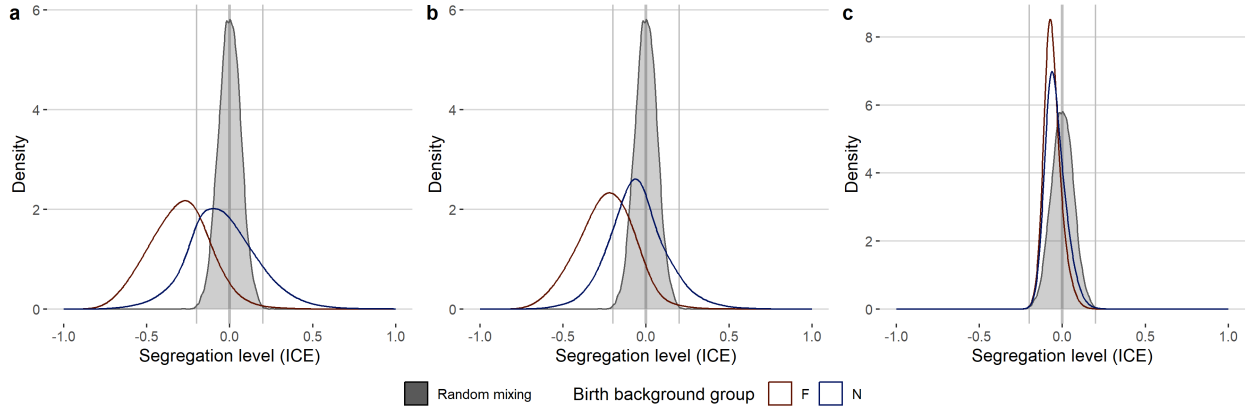 a
6
4
2
0
Density
-1.0 -0.5 0.0 0.5 1.0
Segregation level (ICE)
b
6
4
2
0
Density
-1.0 -0.5 0.0 0.5 1.0
Segregation level (ICE)
c
8
6
4
2
0
Density
-1.0 -0.5 0.0 0.5 1.0
Segregation level (ICE)
Random mixing Birth background group F N